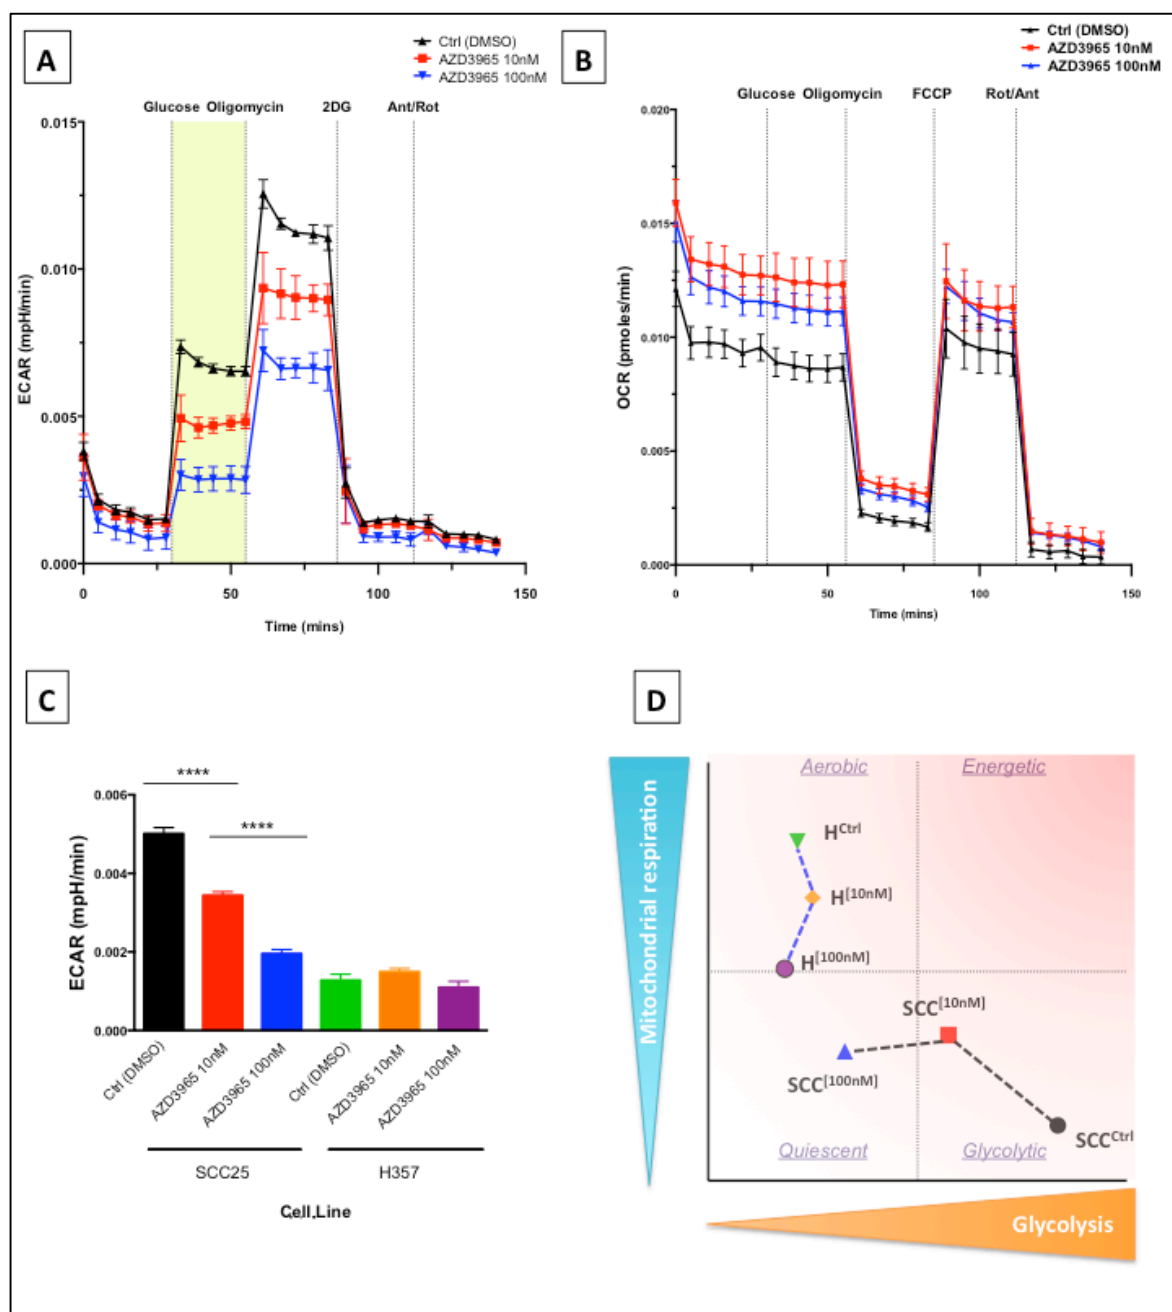 A
Ctrl (DMSO)
AZD3965 10nM
AZD3965 100nM
Glucose Oligomycin 2DG Ant/Rot
0.015
0.010
0.005
0.000
ECAR (mpH/min)
0 50 100 150
Time (mins)
B
Ctrl (DMSO)
AZD3965 10nM
AZD3965 100nM
Glucose Oligomycin FCCP Rot/Ant
0.020
0.015
0.010
0.005
0.000
OCR (pmoles/min)
0 50 100 150
Time (mins)
C
**** 
****
0.006
0.004
0.002
0.000
ECAR (mpH/min)
Ctrl (DMSO)
AZD3965 10nM
AZD3965 100nM
Ctrl (DMSO)
AZD3965 10nM
AZD3965 100nM
SCC25 H357
Cell Line
D
Mitochondrial respiration
Aerobic Energetic
H^Ctrl
H^[10nM]
H^[100nM]
SCC^[10nM]
SCC^[100nM]
SCC^Ctrl
Quiescent Glycolytic
Glycolysis